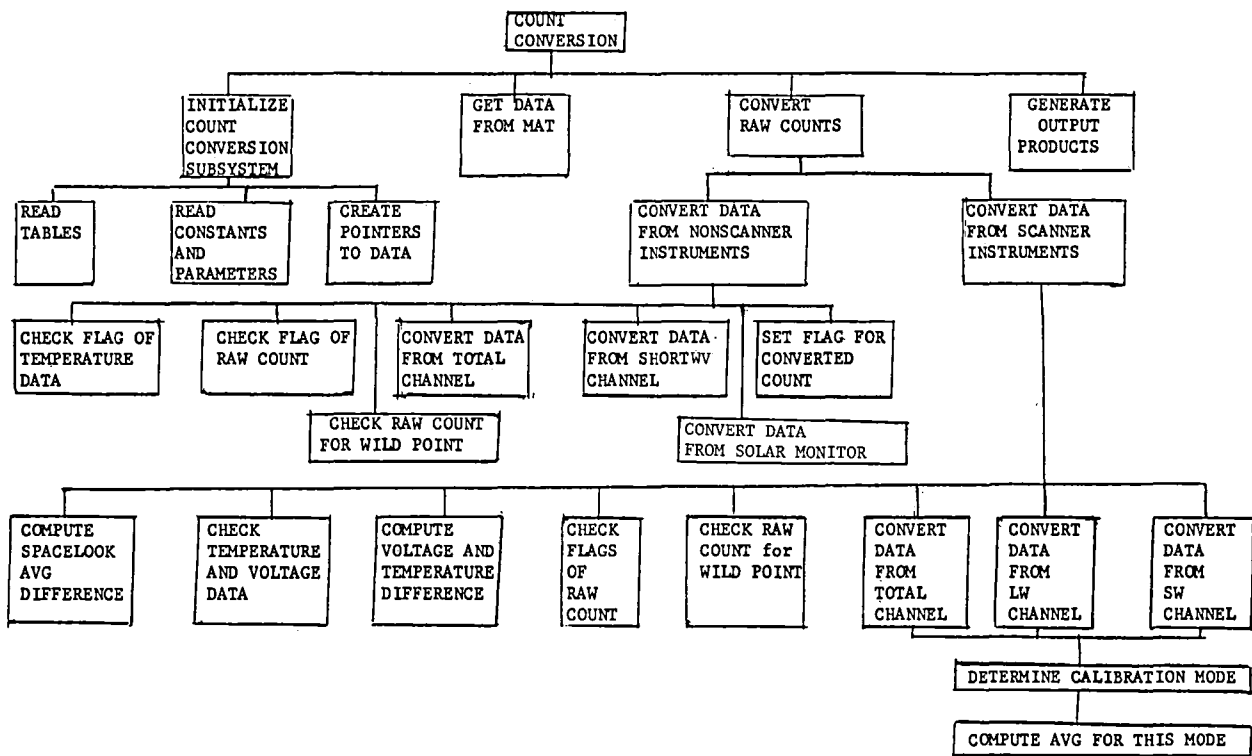 COUNT
CONVERSION
INITIALIZE
COUNT
CONVERSION
SUBSYSTEM
GET DATA
FROM MAT
CONVERT
RAW COUNTS
GENERATE
OUTPUT
PRODUCTS
READ
TABLES
READ
CONSTANTS
AND
PARAMETERS
CREATE
POINTERS
TO DATA
CONVERT DATA
FROM NONSCANNER
INSTRUMENTS
CONVERT DATA
FROM SCANNER
INSTRUMENTS
CHECK FLAG OF
TEMPERATURE
DATA
CHECK FLAG OF
RAW COUNT
CONVERT DATA
FROM TOTAL
CHANNEL
CONVERT DATA
FROM SHORTWV
CHANNEL
SET FLAG FOR
CONVERTED
COUNT
CHECK RAW COUNT
FOR WILD POINT
CONVERT DATA
FROM SOLAR MONITOR
COMPUTE
SPACELOOK
AVG
DIFFERENCE
CHECK
TEMPERATURE
AND VOLTAGE
DATA
COMPUTE
VOLTAGE AND
TEMPERATURE
DIFFERENCE
CHECK
FLAGS
OF
RAW
COUNT
CHECK RAW
COUNT for
WILD POINT
CONVERT
DATA
FROM
TOTAL
CHANNEL
CONVERT
DATA
FROM
LW
CHANNEL
CONVERT
DATA
FROM
SW
CHANNEL
DETERMINE CALIBRATION MODE
COMPUTE AVG FOR THIS MODE